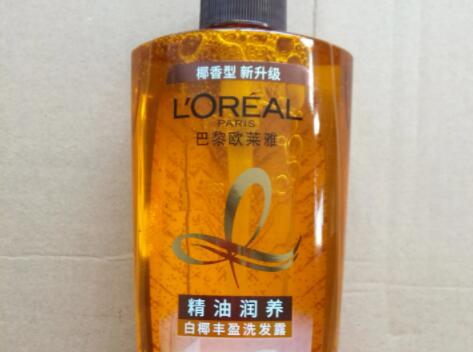 椰香型 新升级
L'ORÉAL
PARIS
巴黎欧莱雅
精油润养
白椰丰盈洗发露